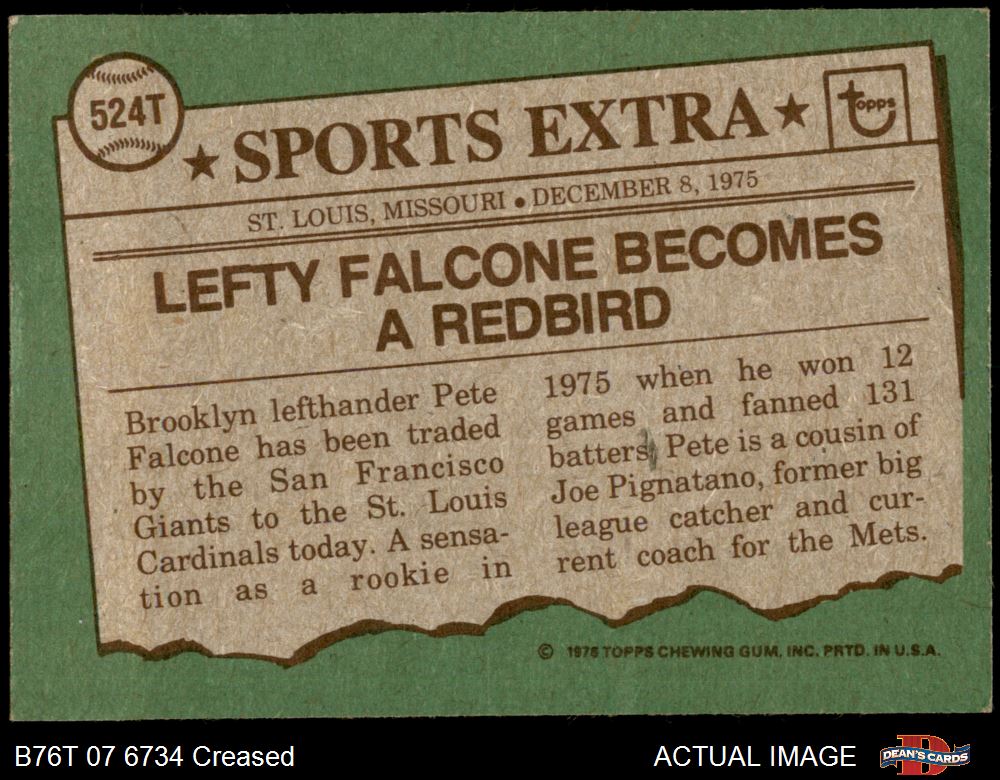 524T
★ SPORTS EXTRA ★
topps
ST. LOUIS, MISSOURI • DECEMBER 8, 1975
LEFTY FALCONE BECOMES
A REDBIRD
Brooklyn lefthander Pete
Falcone has been traded
by the San Francisco
Giants to the St. Louis
Cardinals today. A sensa-
tion as a rookie in
1975 when he won 12
games and fanned 131
batters, Pete is a cousin of
Joe Pignatano, former big
league catcher and cur-
rent coach for the Mets.
© 1976 TOPPS CHEWING GUM, INC. PRTD. IN U.S.A.
B76T 07 6734 Creased
ACTUAL IMAGE
D
DEAN'S CARDS